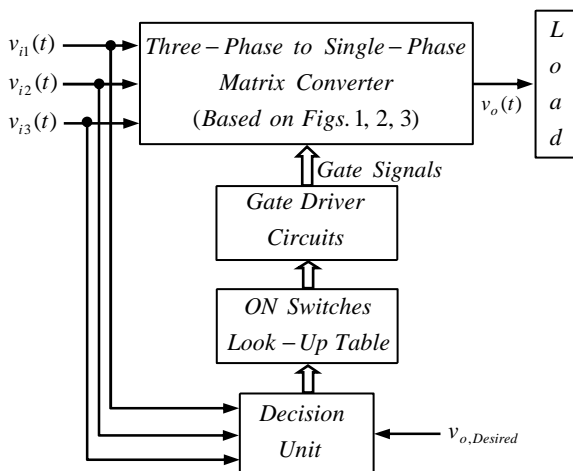 v_{i1}(t)
v_{i2}(t)
v_{i3}(t)
Three-Phase to Single-Phase
Matrix Converter
(Based on Figs. 1, 2, 3)
v_o(t)
L
o
a
d
Gate Signals
Gate Driver
Circuits
ON Switches
Look-Up Table
Decision
Unit
v_{o,Desired}